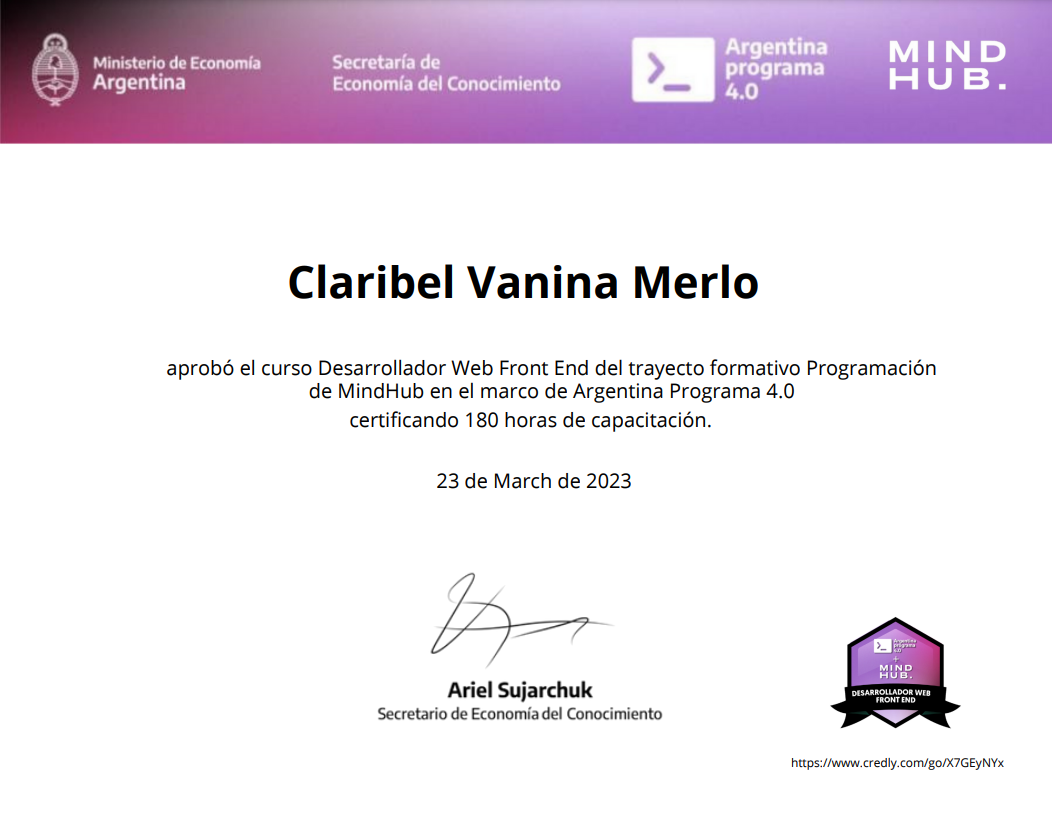 Ministerio de Economía
Argentina
Secretaría de
Economía del Conocimiento
Argentina
programa
4.0
MIND
HUB.
Claribel Vanina Merlo
aprobó el curso Desarrollador Web Front End del trayecto formativo Programación
de MindHub en el marco de Argentina Programa 4.0
certificando 180 horas de capacitación.
23 de March de 2023
Ariel Sujarchuk
Secretario de Economía del Conocimiento
Argentina
programa
4.0
+
MIND
HUB.
DESARROLLADOR WEB
FRONT END
https://www.credly.com/go/X7GEyNYx